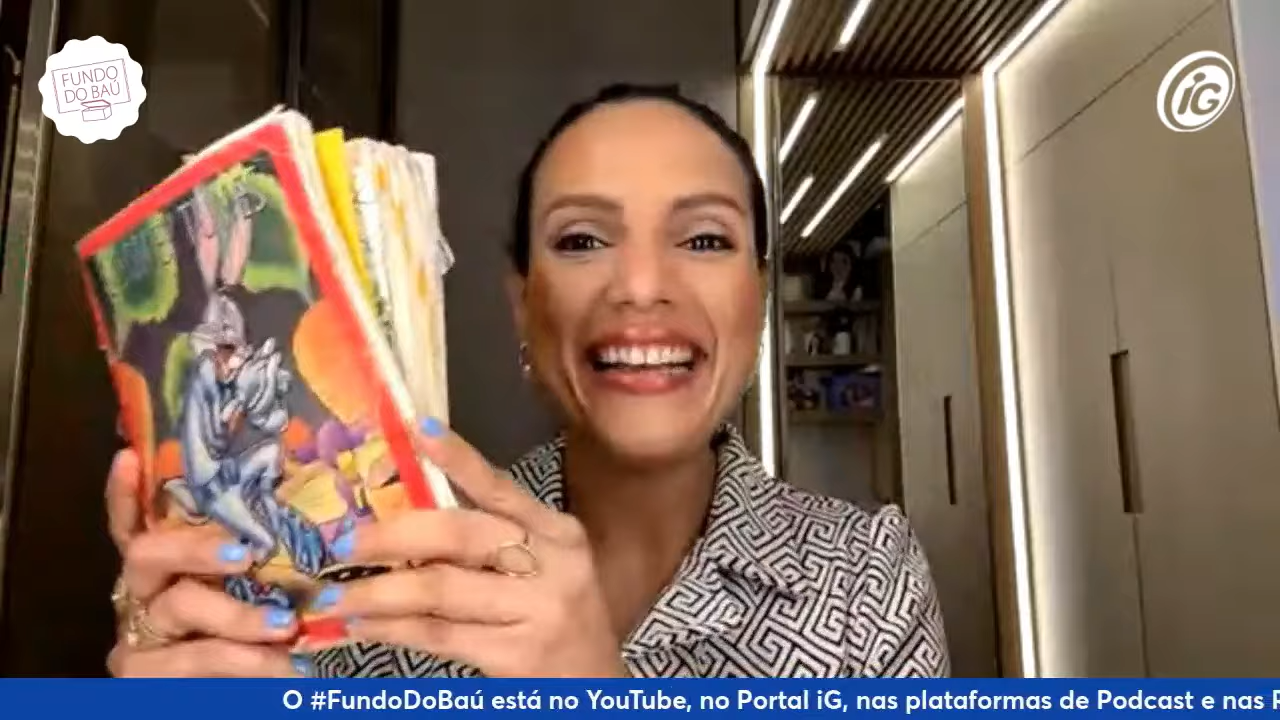 FUNDO
DO BAÚ
iG
O #FundoDoBaú está no YouTube, no Portal iG, nas plataformas de Podcast e nas